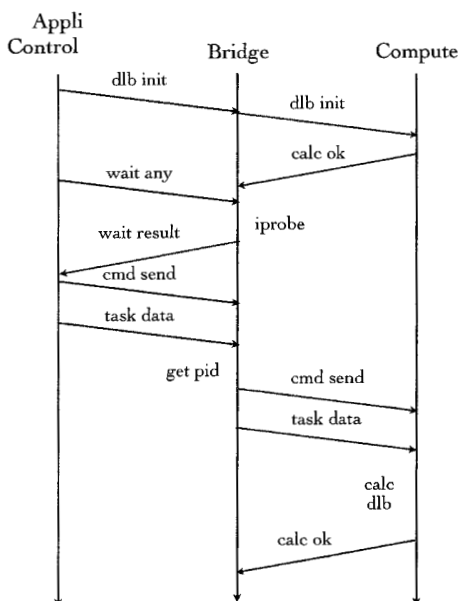 Appli
Control
Bridge
Compute
dlb init
dlb init
calc ok
wait any
iprobe
wait result
cmd send
task data
get pid
cmd send
task data
calc
dlb
calc ok